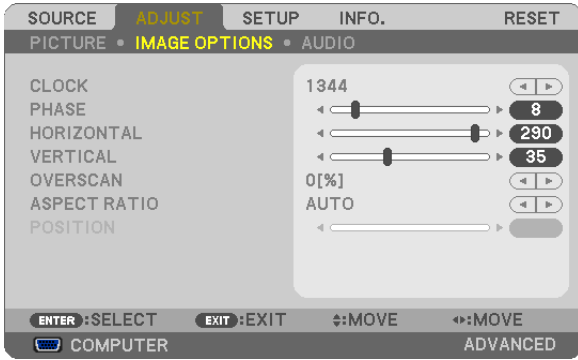 SOURCE ADJUST SETUP INFO. RESET
PICTURE • IMAGE OPTIONS • AUDIO
CLOCK 1344
PHASE 8
HORIZONTAL 290
VERTICAL 35
OVERSCAN 0[%]
ASPECT RATIO AUTO
POSITION
ENTER :SELECT EXIT :EXIT :MOVE :MOVE
COMPUTER ADVANCED